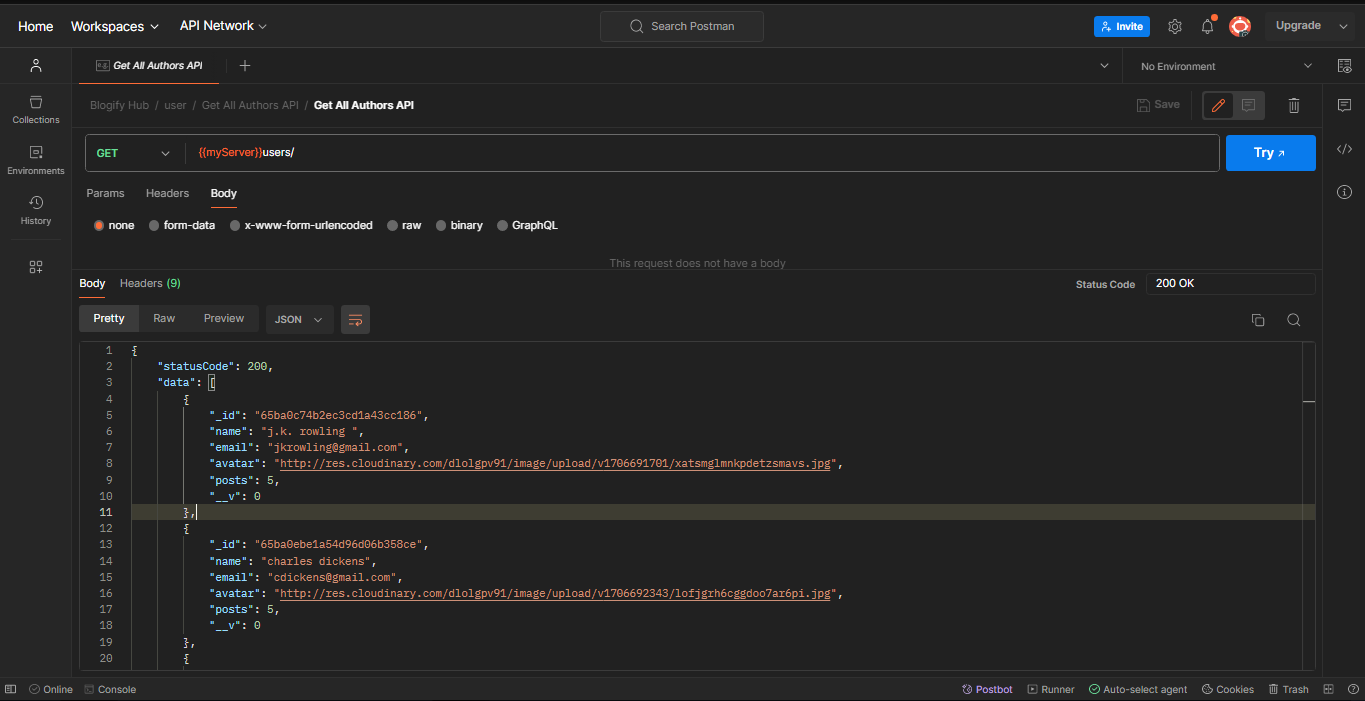 Home Workspaces API Network Search Postman Invite Upgrade
e.g. Get All Authors API No Environment
Blogify Hub / user / Get All Authors API / Get All Authors API Save
Collections
GET {{myServer}}users/ Try
Environments
Params Headers Body
History
none form-data x-www-form-urlencoded raw binary GraphQL
This request does not have a body
Body Headers (9) Status Code 200 OK
Pretty Raw Preview JSON
1 {
2 "statusCode": 200,
3 "data": [
4 {
5 "_id": "65ba0c74b2ec3cd1a43cc186",
6 "name": "j.k. rowling ",
7 "email": "jkrowling@gmail.com",
8 "avatar": "http://res.cloudinary.com/dlolgpv91/image/upload/v1706691701/xatsmglmnkpdetzsmavs.jpg",
9 "posts": 5,
10 "__v": 0
11 },
12 {
13 "_id": "65ba0ebe1a54d96d06b358ce",
14 "name": "charles dickens",
15 "email": "cdickens@gmail.com",
16 "avatar": "http://res.cloudinary.com/dlolgpv91/image/upload/v1706692343/lofjgrh6cggdoo7ar6pi.jpg",
17 "posts": 5,
18 "__v": 0
19 },
20 {
Online Console Postbot Runner Auto-select agent Cookies Trash